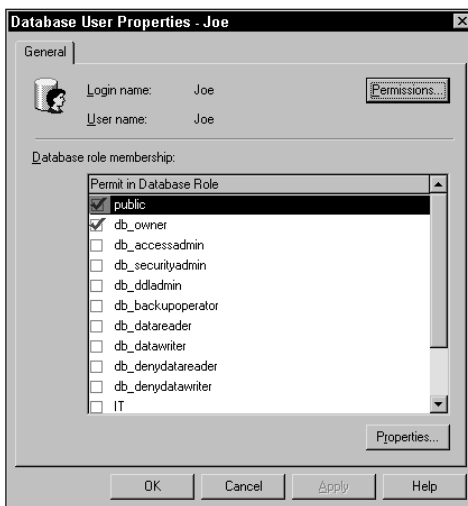 Database User Properties - Joe
General
Login name: Joe Permissions...
User name: Joe
Database role membership:
Permit in Database Role
public
db_owner
db_accessadmin
db_securityadmin
db_ddladmin
db_backupoperator
db_datareader
db_datawriter
db_denydatareader
db_denydatawriter
IT
Properties...
OK Cancel Apply Help